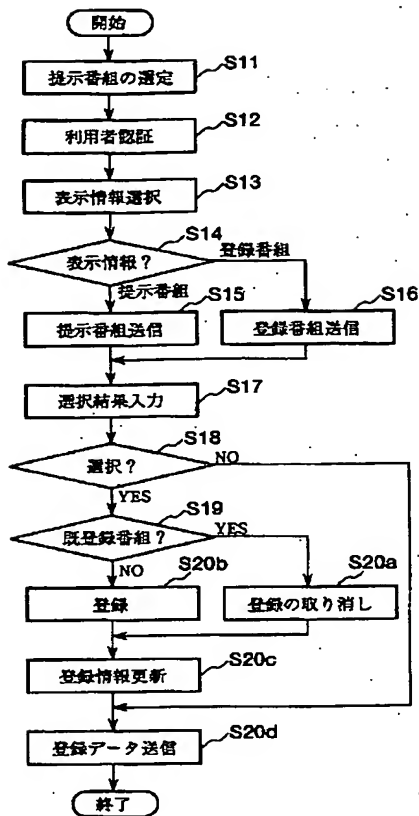 開始
S11
提示番組の選定
S12
利用者認証
S13
表示情報選択
S14
表示情報?
登録番組
提示番組
S15
S16
提示番組送信
登録番組送信
S17
選択結果入力
S18
選択?
NO
YES
S19
既登録番組?
YES
NO
S20b
S20a
登録
登録の取り消し
S20c
登録情報更新
S20d
登録データ送信
終了